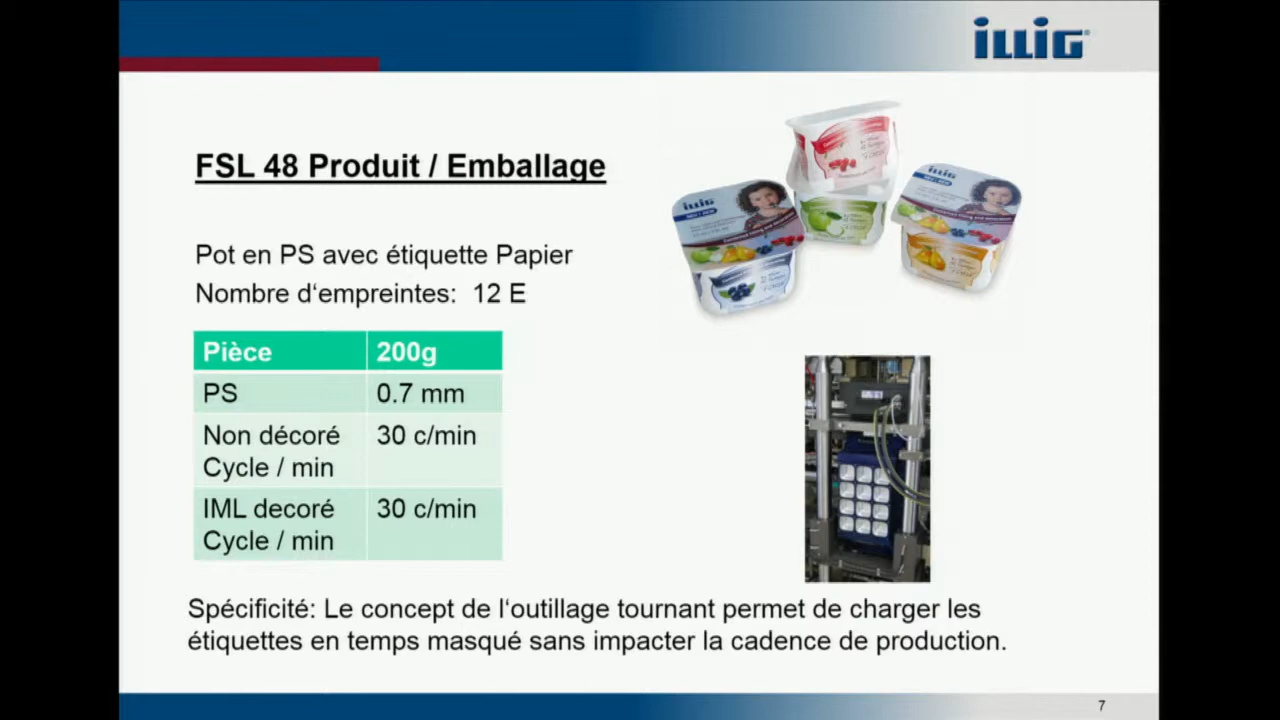 ILLIG
FSL 48 Produit / Emballage
Pot en PS avec étiquette Papier
Nombre d‘empreintes: 12 E
Pièce 200g
PS 0.7 mm
Non décoré 30 c/min
Cycle / min
IML decoré 30 c/min
Cycle / min
Spécificité: Le concept de l‘outillage tournant permet de charger les
étiquettes en temps masqué sans impacter la cadence de production.
7
ILLIG
ILLIG